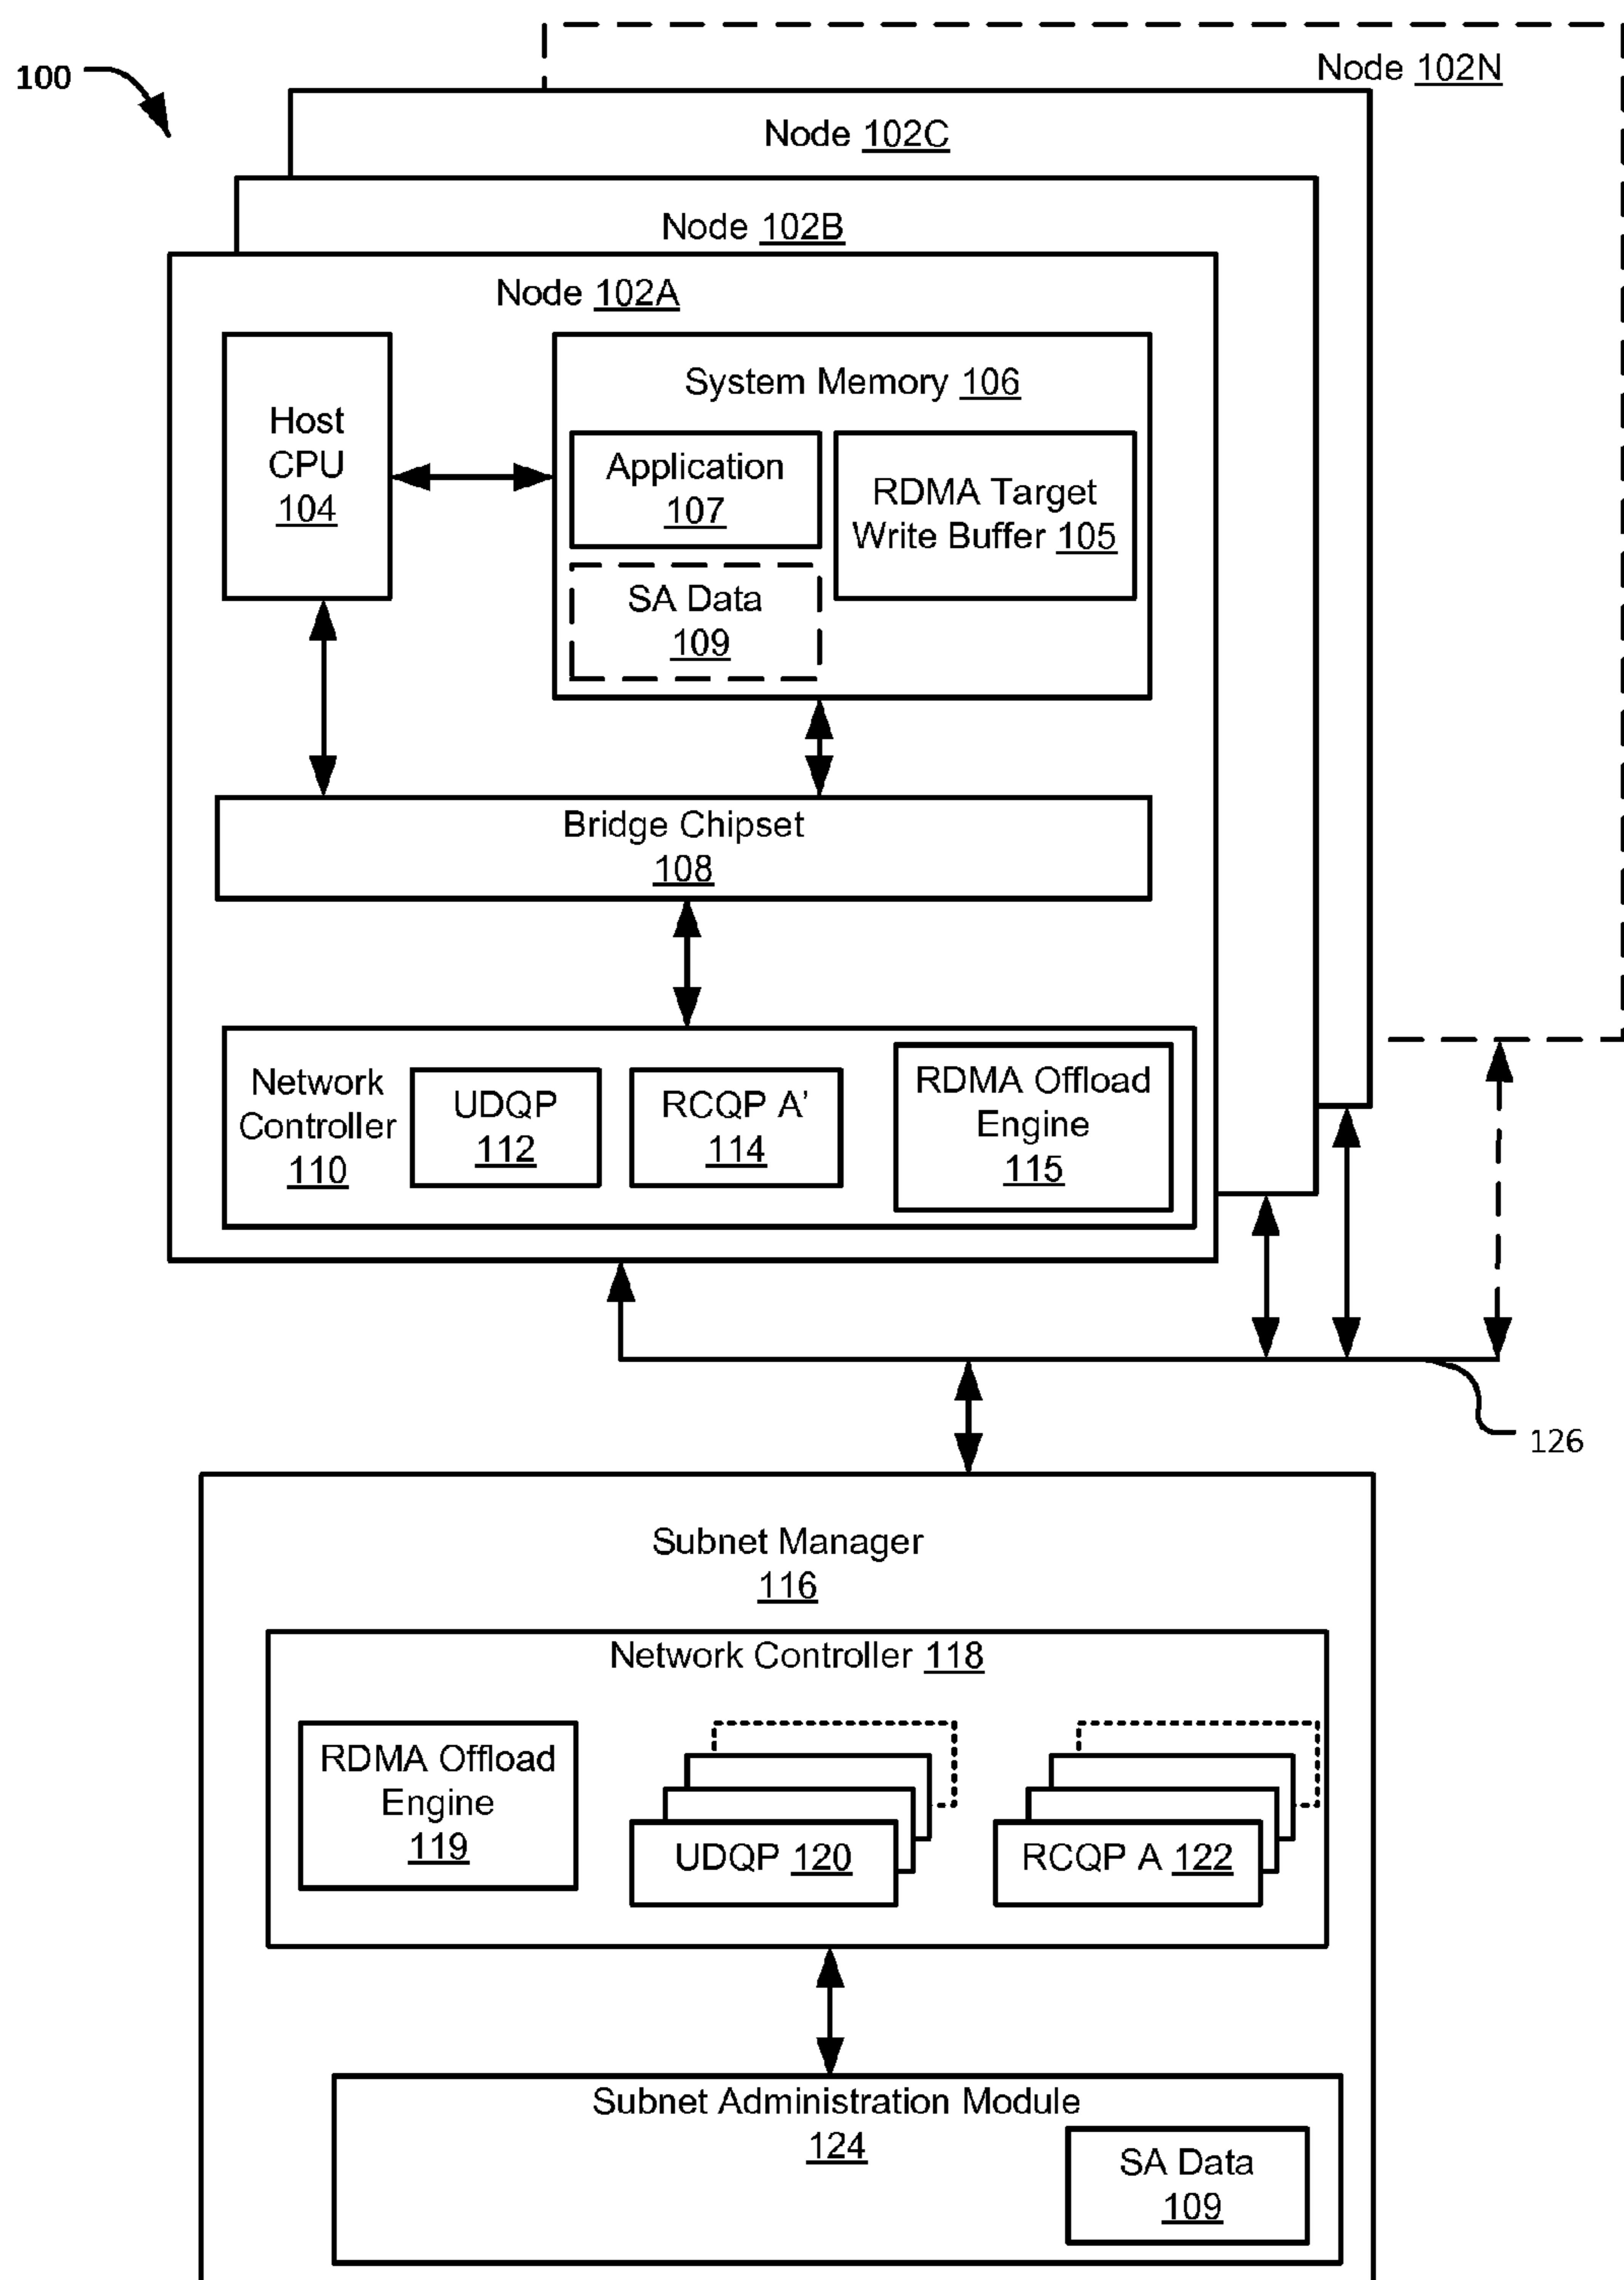 100
Node 102N
Node 102C
Node 102B
Node 102A
Host
CPU
104
System Memory 106
Application
107
RDMA Target
Write Buffer 105
SA Data
109
Bridge Chipset
108
Network
Controller
110
UDQP
112
RCQP A'
114
RDMA Offload
Engine
115
126
Subnet Manager
116
Network Controller 118
RDMA Offload
Engine
119
UDQP 120
RCQP A 122
Subnet Administration Module
124
SA Data
109